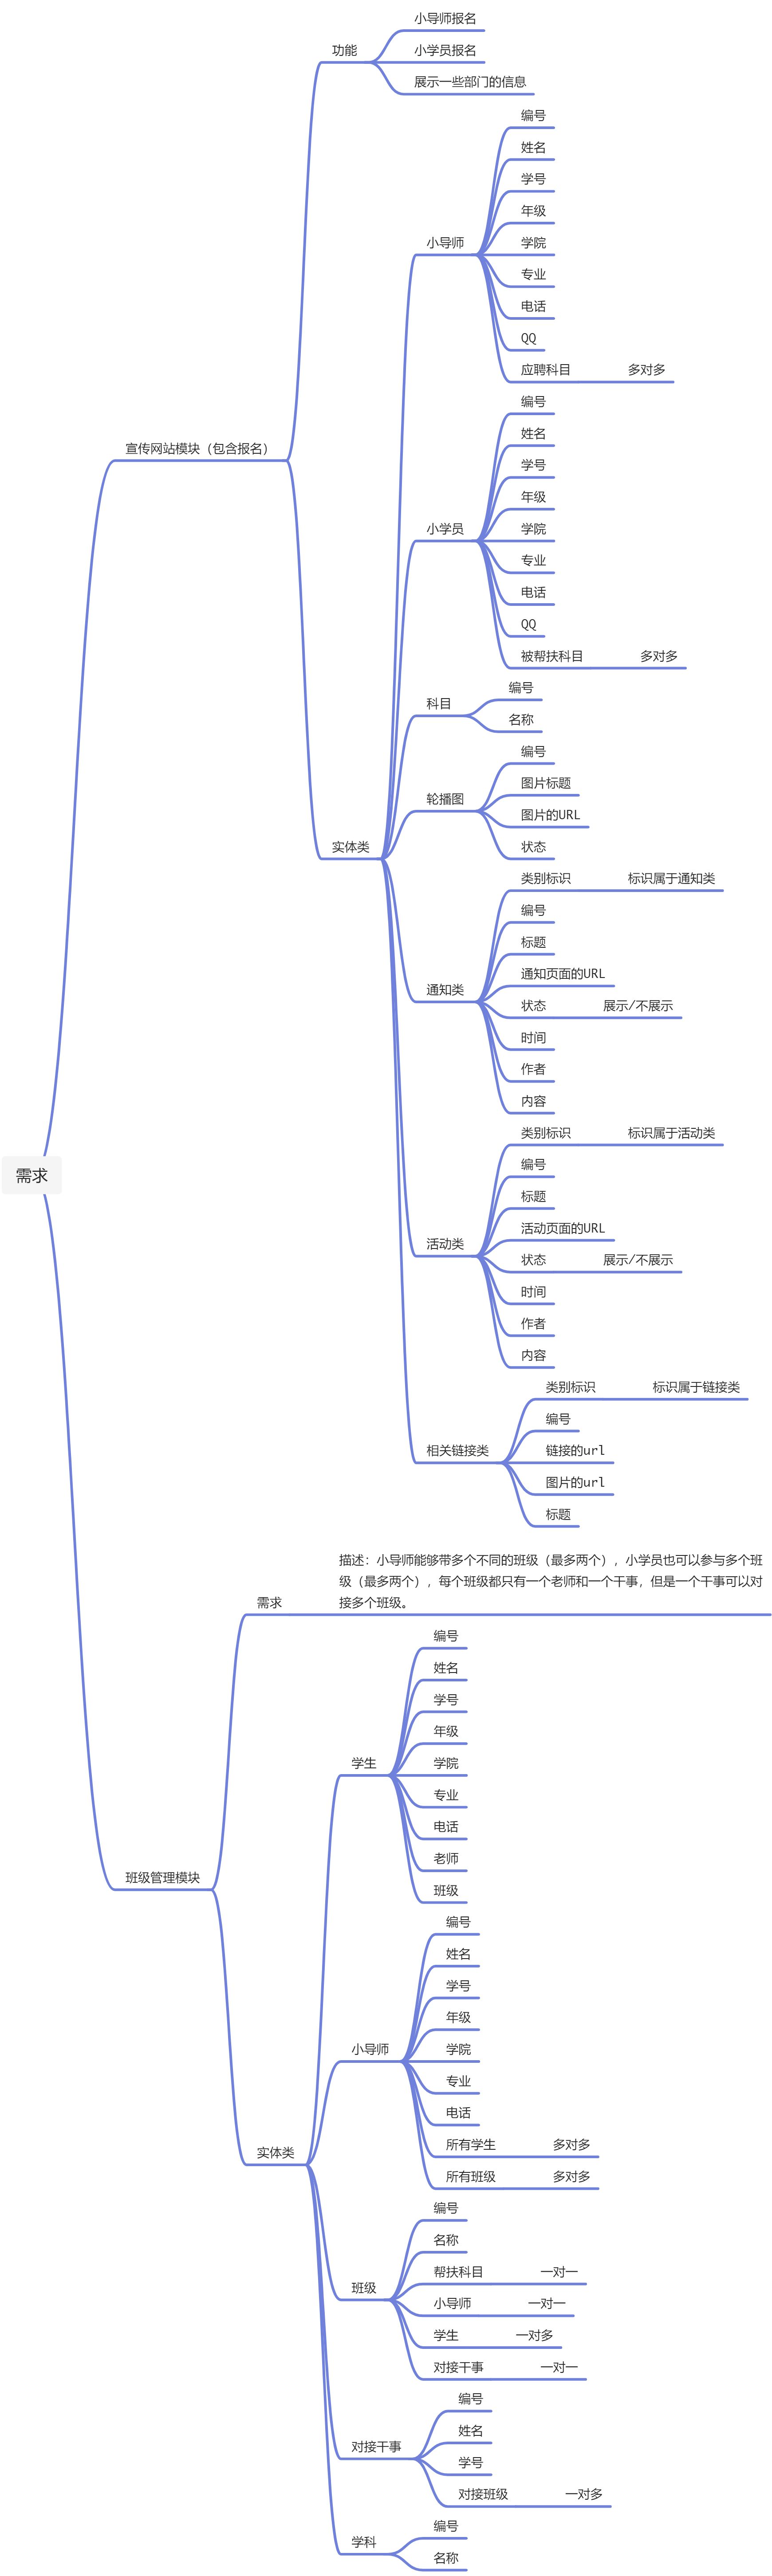 小导师报名
功能
小学员报名
展示一些部门的信息
编号
姓名
学号
年级
小导师
学院
专业
电话
QQ
应聘科目 多对多
编号
姓名
宣传网站模块（包含报名）
学号
年级
小学员
学院
专业
电话
QQ
被帮扶科目 多对多
编号
科目
名称
编号
图片标题
轮播图
图片的URL
实体类
状态
类别标识 标识属于通知类
编号
标题
通知页面的URL
通知类
状态 展示/不展示
时间
作者
内容
类别标识 标识属于活动类
编号
需求
标题
活动页面的URL
活动类
状态 展示/不展示
时间
作者
内容
类别标识 标识属于链接类
编号
相关链接类
链接的url
图片的url
标题
描述：小导师能够带多个不同的班级（最多两个），小学员也可以参与多个班
级（最多两个），每个班级都只有一个老师和一个干事，但是一个干事可以对
需求
接多个班级。
编号
姓名
学号
年级
学生
学院
专业
电话
老师
班级管理模块
班级
编号
姓名
学号
年级
小导师
学院
专业
电话
所有学生 多对多
实体类
所有班级 多对多
编号
名称
帮扶科目 一对一
班级
小导师 一对一
学生 一对多
对接干事 一对一
编号
姓名
对接干事
学号
对接班级 一对多
编号
学科
名称